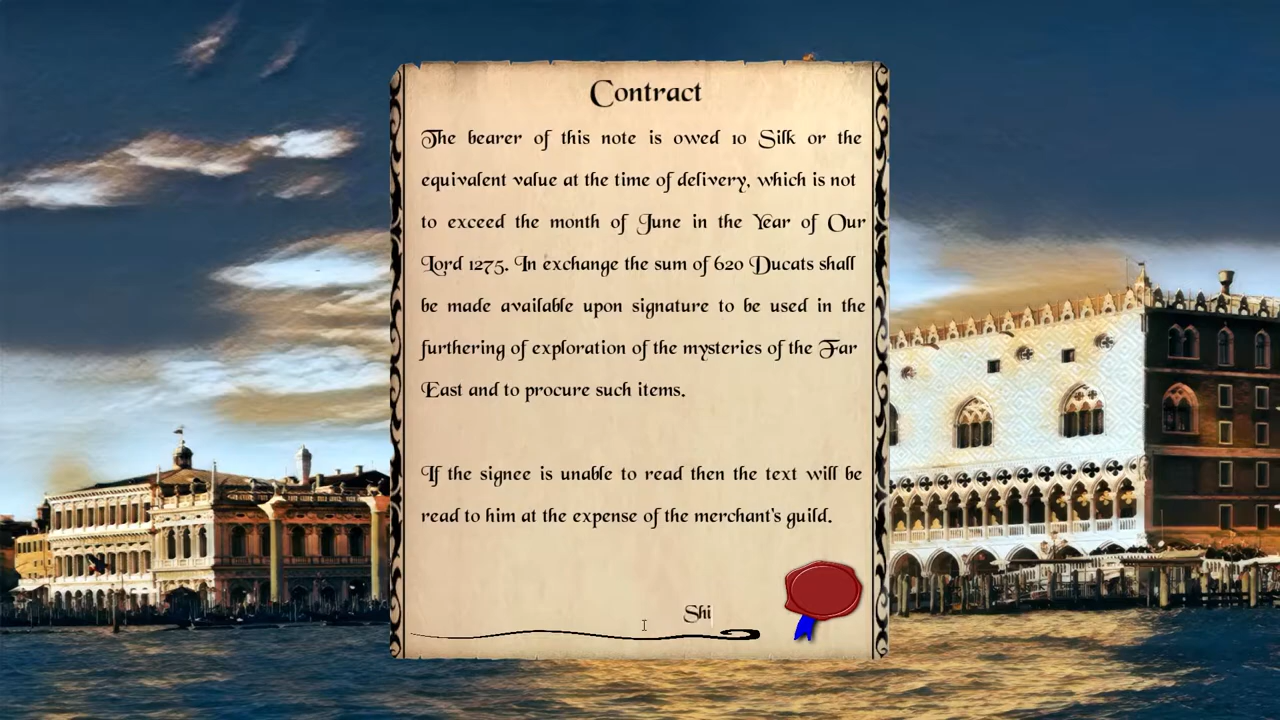 Contract
The bearer of this note is owed 10 Silk or the
equivalent value at the time of delivery, which is not
to exceed the month of June in the Year of Our
Lord 1275. In exchange the sum of 620 Ducats shall
be made available upon signature to be used in the
furthering of exploration of the mysteries of the Far
East and to procure such items.
If the signee is unable to read then the text will be
read to him at the expense of the merchant's guild.
Shi